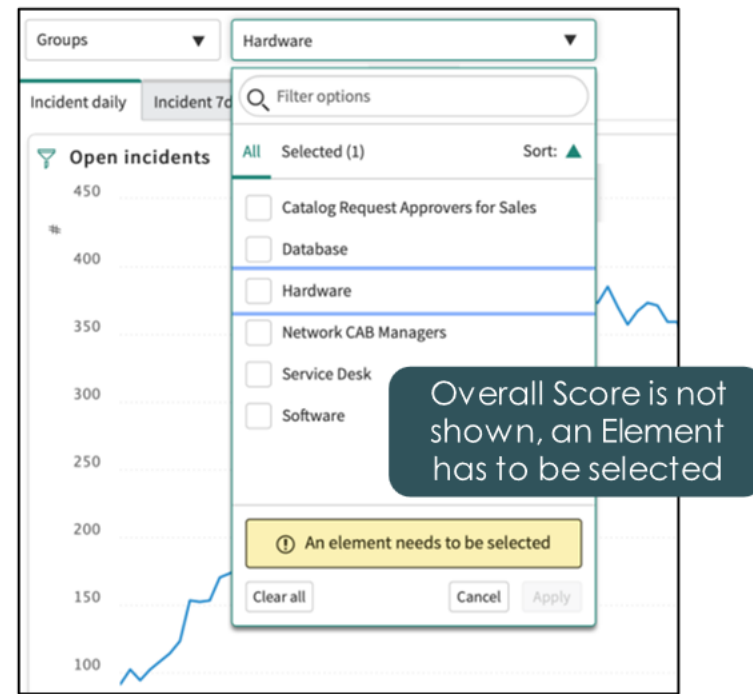 Groups ▼
Hardware ▼
Incident daily
Incident 7d
Filter options
All
Selected (1)
Sort: ▲
Open incidents
#
450
400
350
300
250
200
150
100
Catalog Request Approvers for Sales
Database
Hardware
Network CAB Managers
Service Desk
Software
Overall Score is not
shown, an Element
has to be selected
An element needs to be selected
Clear all
Cancel
Apply